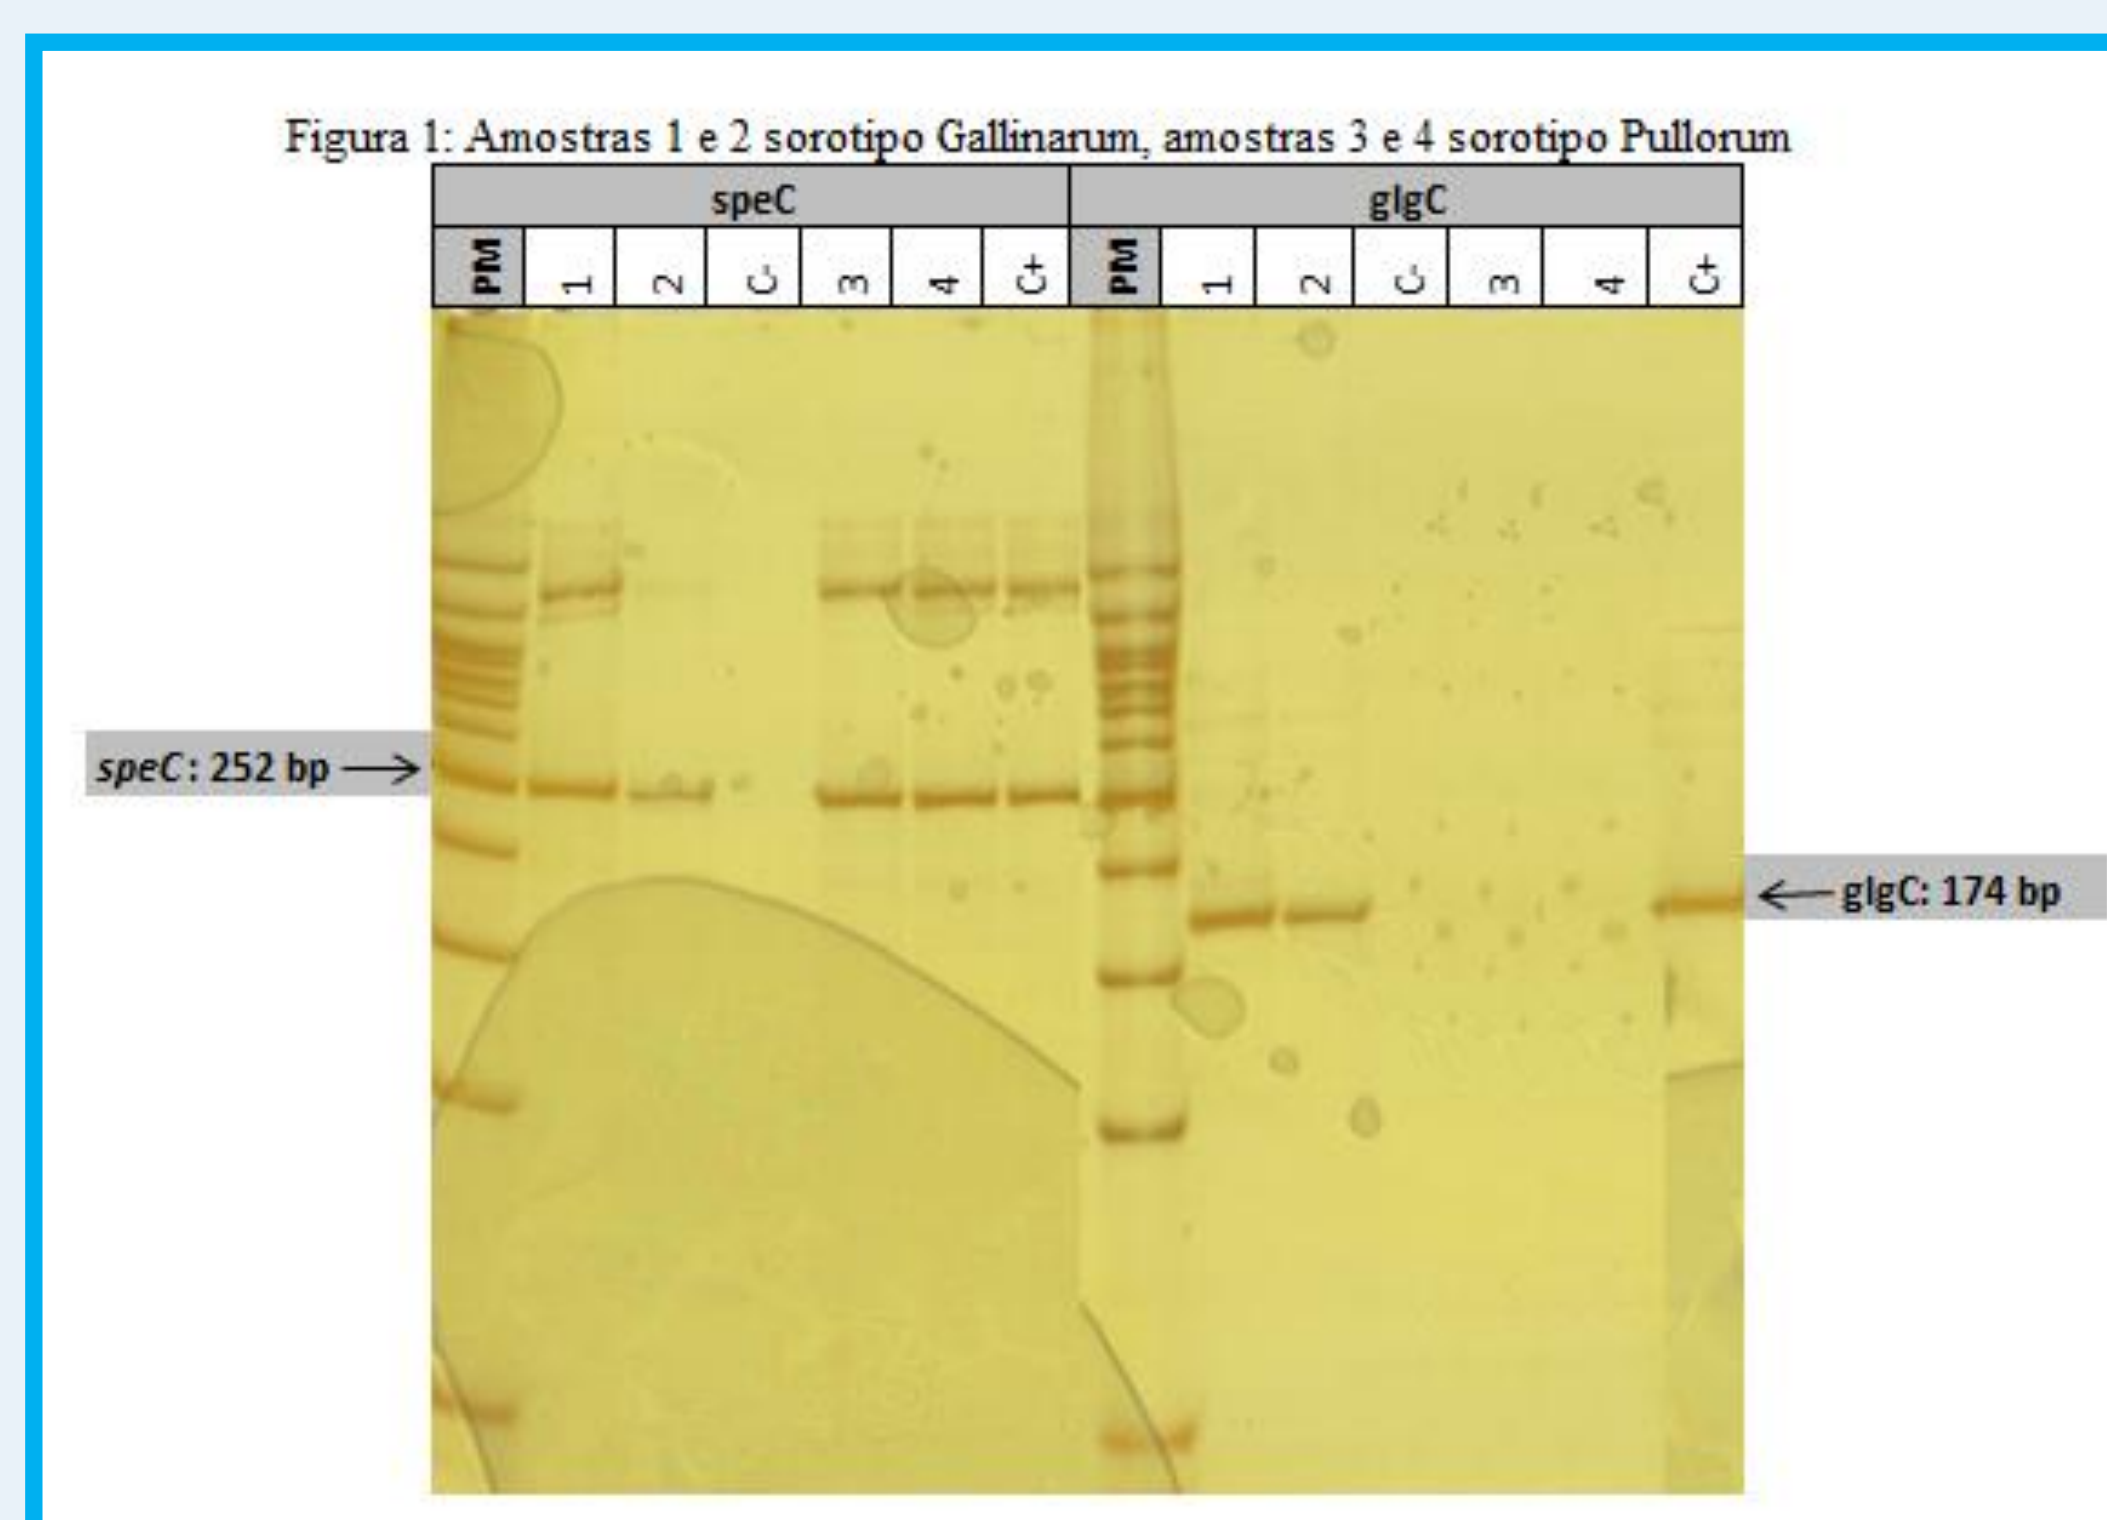 Figura 1: Amostras 1 e 2 sorotipo Gallinarum, amostras 3 e 4 sorotipo Pullorum
speC glgC
PM 1 2 C- 3 4 C+ PM 1 2 C- 3 4 C+
speC: 252 bp
glgC: 174 bp